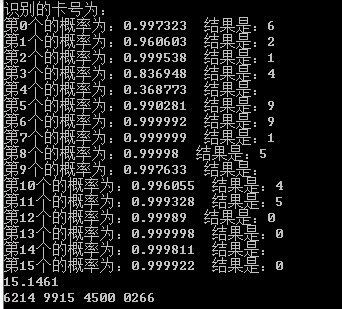 识别的卡号为:
第0个的概率为: 0.997323 结果是: 6
第1个的概率为: 0.960603 结果是: 2
第2个的概率为: 0.999538 结果是: 1
第3个的概率为: 0.836948 结果是: 4
第4个的概率为: 0.368773 结果是:
第5个的概率为: 0.990281 结果是: 9
第6个的概率为: 0.999992 结果是: 9
第7个的概率为: 0.999999 结果是: 1
第8个的概率为: 0.99998 结果是: 5
第9个的概率为: 0.997633 结果是:
第10个的概率为: 0.996055 结果是: 4
第11个的概率为: 0.999328 结果是: 5
第12个的概率为: 0.99989 结果是: 0
第13个的概率为: 0.999998 结果是: 0
第14个的概率为: 0.999811 结果是:
第15个的概率为: 0.999922 结果是: 0
15.1461
6214 9915 4500 0266